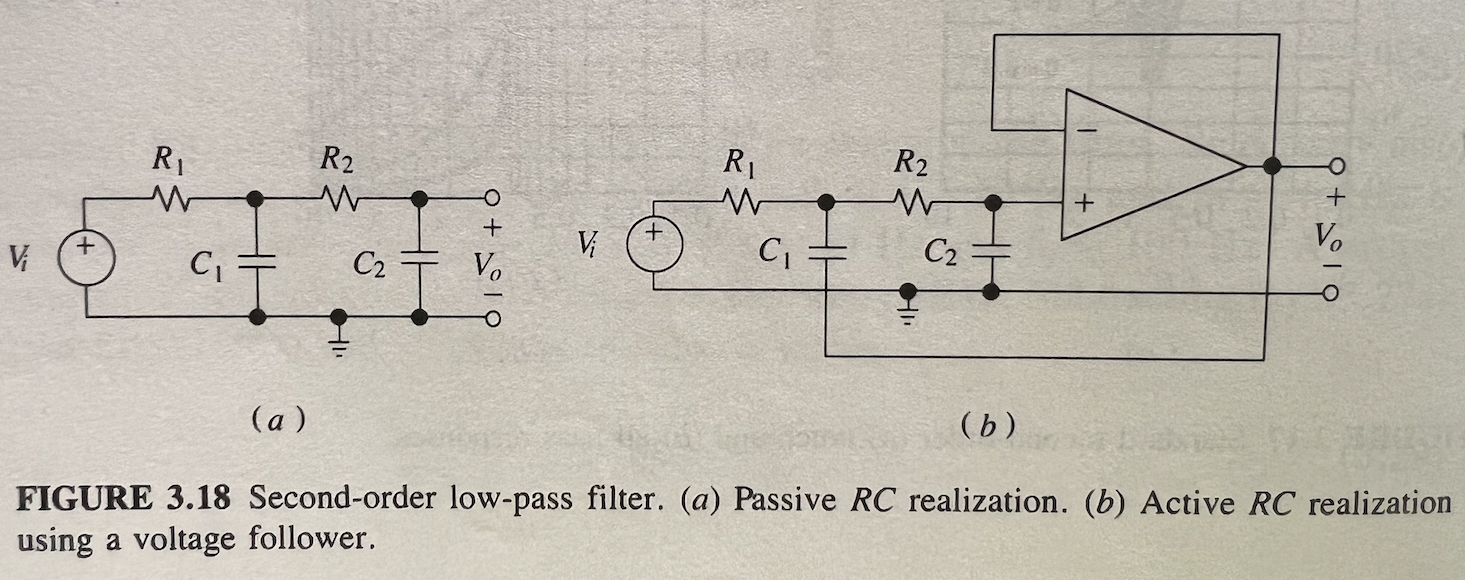 R₁ R₂
Vᵢ + C₁ C₂ + Vₒ −
(a)
R₁ R₂ −
Vᵢ + C₁ C₂ + + Vₒ −
(b)
FIGURE 3.18 Second-order low-pass filter. (a) Passive RC realization. (b) Active RC realization
using a voltage follower.